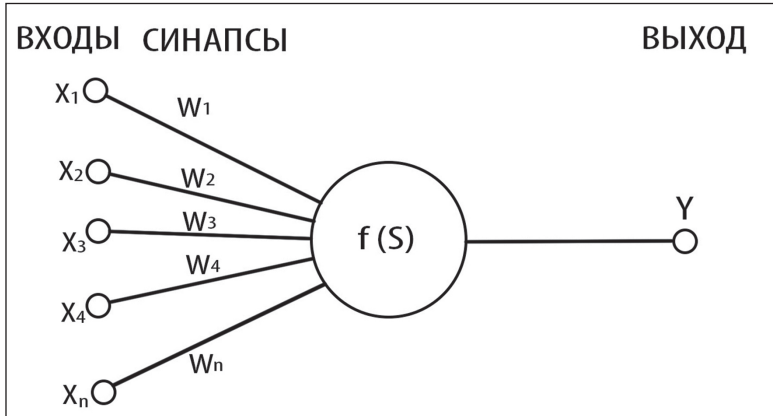 ВХОДЫ СИНАПСЫ ВЫХОД
X1 W1
X2 W2
X3 W3
X4 W4
Xn Wn
f (S)
Y